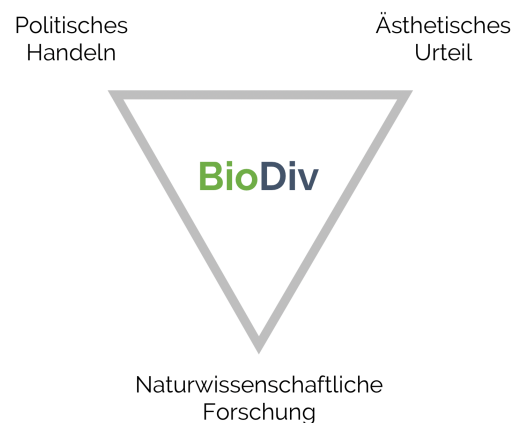 Politisches
Handeln
Ästhetisches
Urteil
BioDiv
Naturwissenschaftliche
Forschung